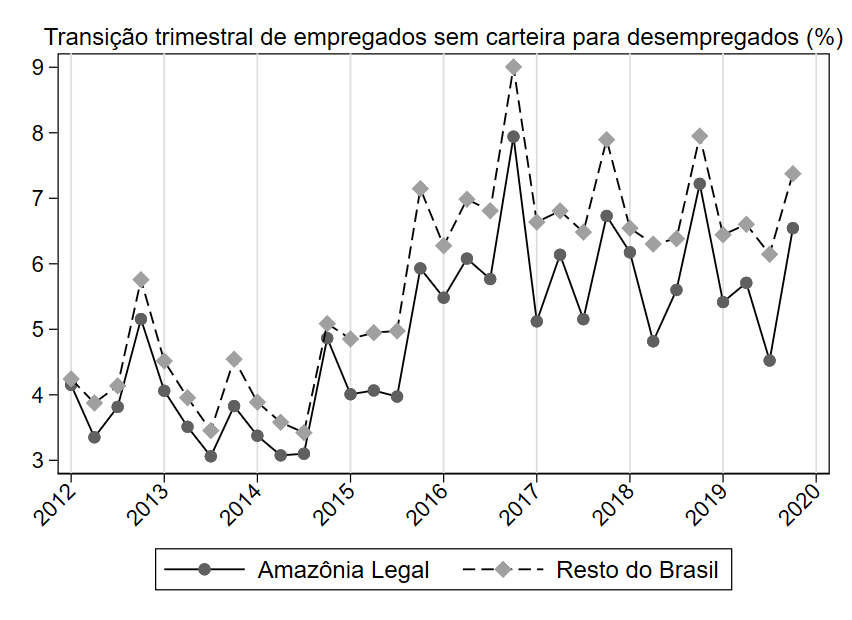 Transição trimestral de empregados sem carteira para desempregados (%)
9
8
7
6
5
4
3
2012 2013 2014 2015 2016 2017 2018 2019 2020
Amazônia Legal Resto do Brasil